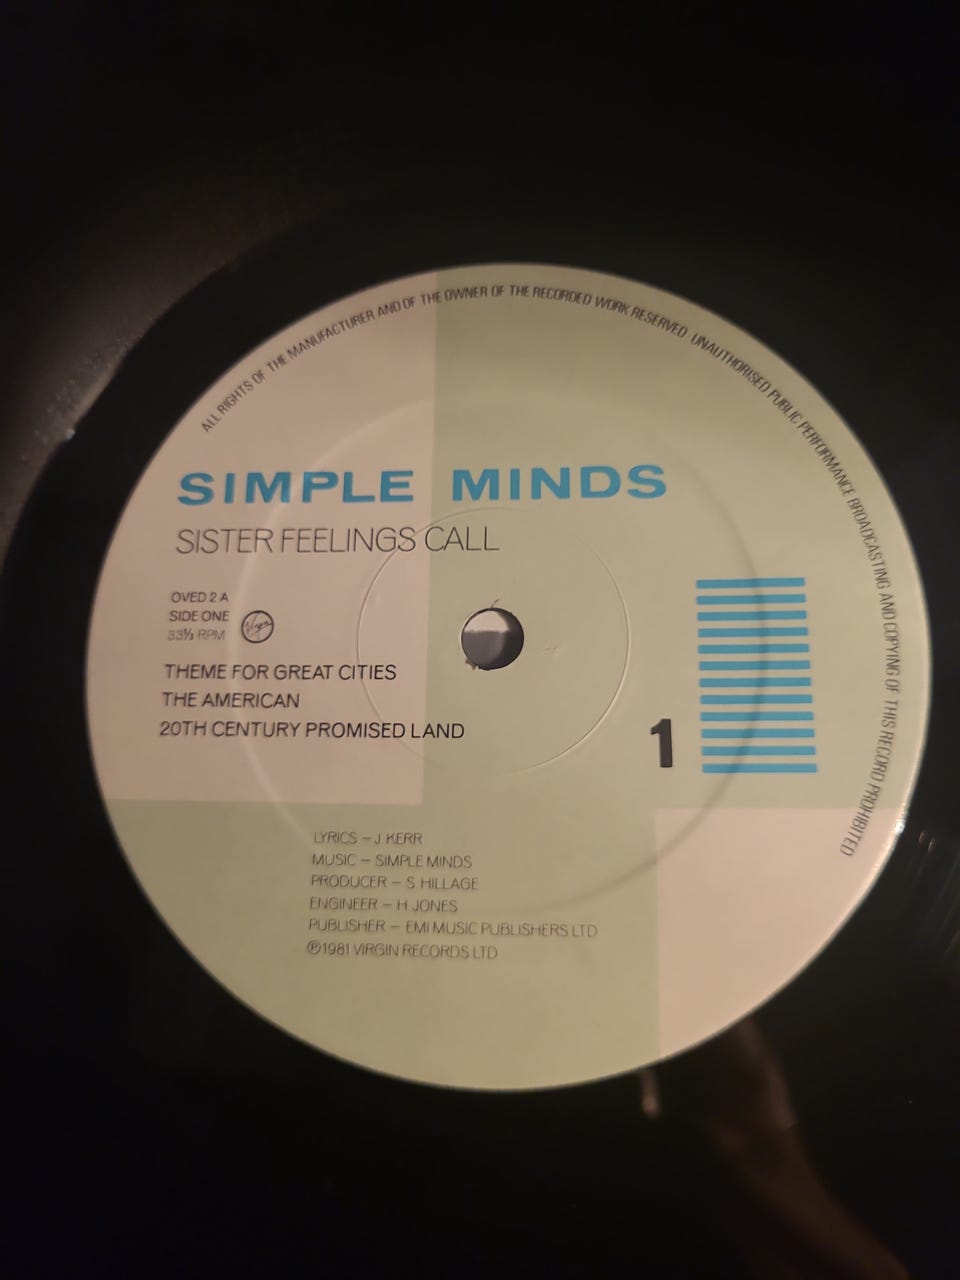 ALL RIGHTS OF THE MANUFACTURER AND OF THE OWNER OF THE RECORDED WORK RESERVED · UNAUTHORISED PUBLIC PERFORMANCE BROADCASTING AND COPYING OF THIS RECORD PROHIBITED
SIMPLE MINDS
SISTER FEELINGS CALL
OVED 2 A
SIDE ONE
33⅓ RPM
Virgin
THEME FOR GREAT CITIES
THE AMERICAN
20TH CENTURY PROMISED LAND
1
LYRICS – J KERR
MUSIC – SIMPLE MINDS
PRODUCER – S HILLAGE
ENGINEER – H JONES
PUBLISHER – EMI MUSIC PUBLISHERS LTD
℗1981 VIRGIN RECORDS LTD